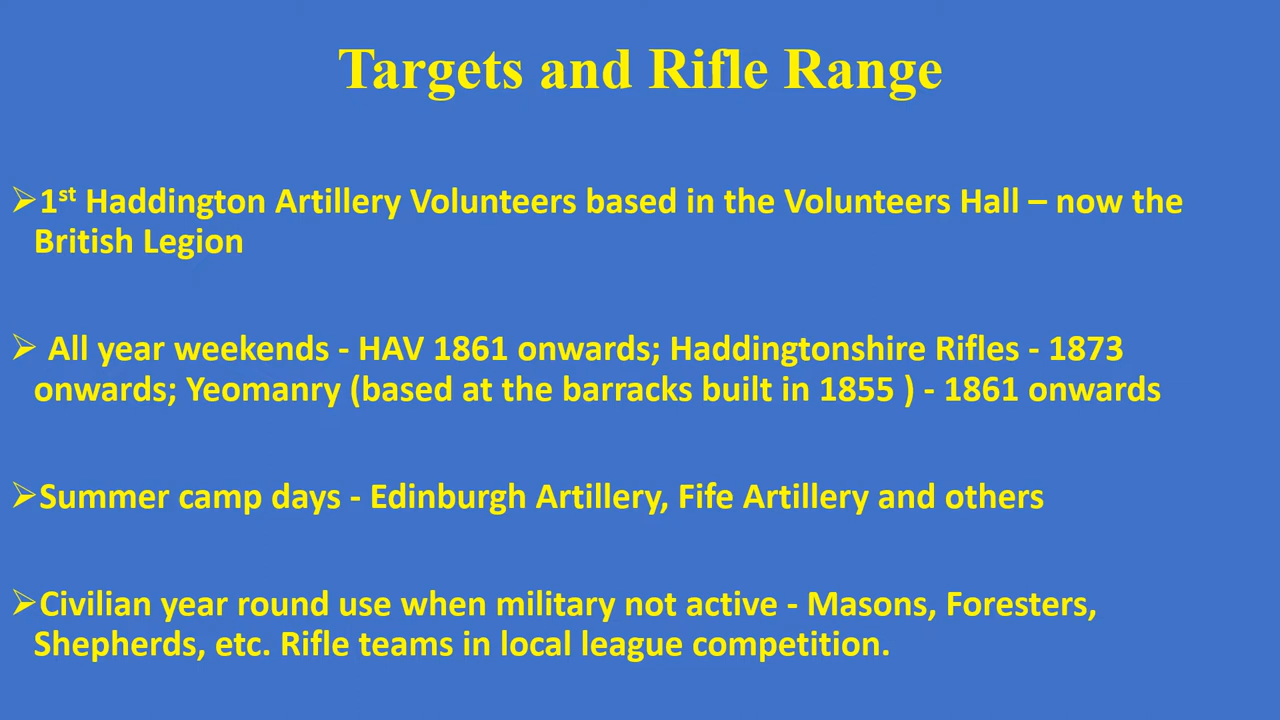 Targets and Rifle Range
➢1st Haddington Artillery Volunteers based in the Volunteers Hall – now the
British Legion
➢ All year weekends - HAV 1861 onwards; Haddingtonshire Rifles - 1873
onwards; Yeomanry (based at the barracks built in 1855 ) - 1861 onwards
➢Summer camp days - Edinburgh Artillery, Fife Artillery and others
➢Civilian year round use when military not active - Masons, Foresters,
Shepherds, etc. Rifle teams in local league competition.